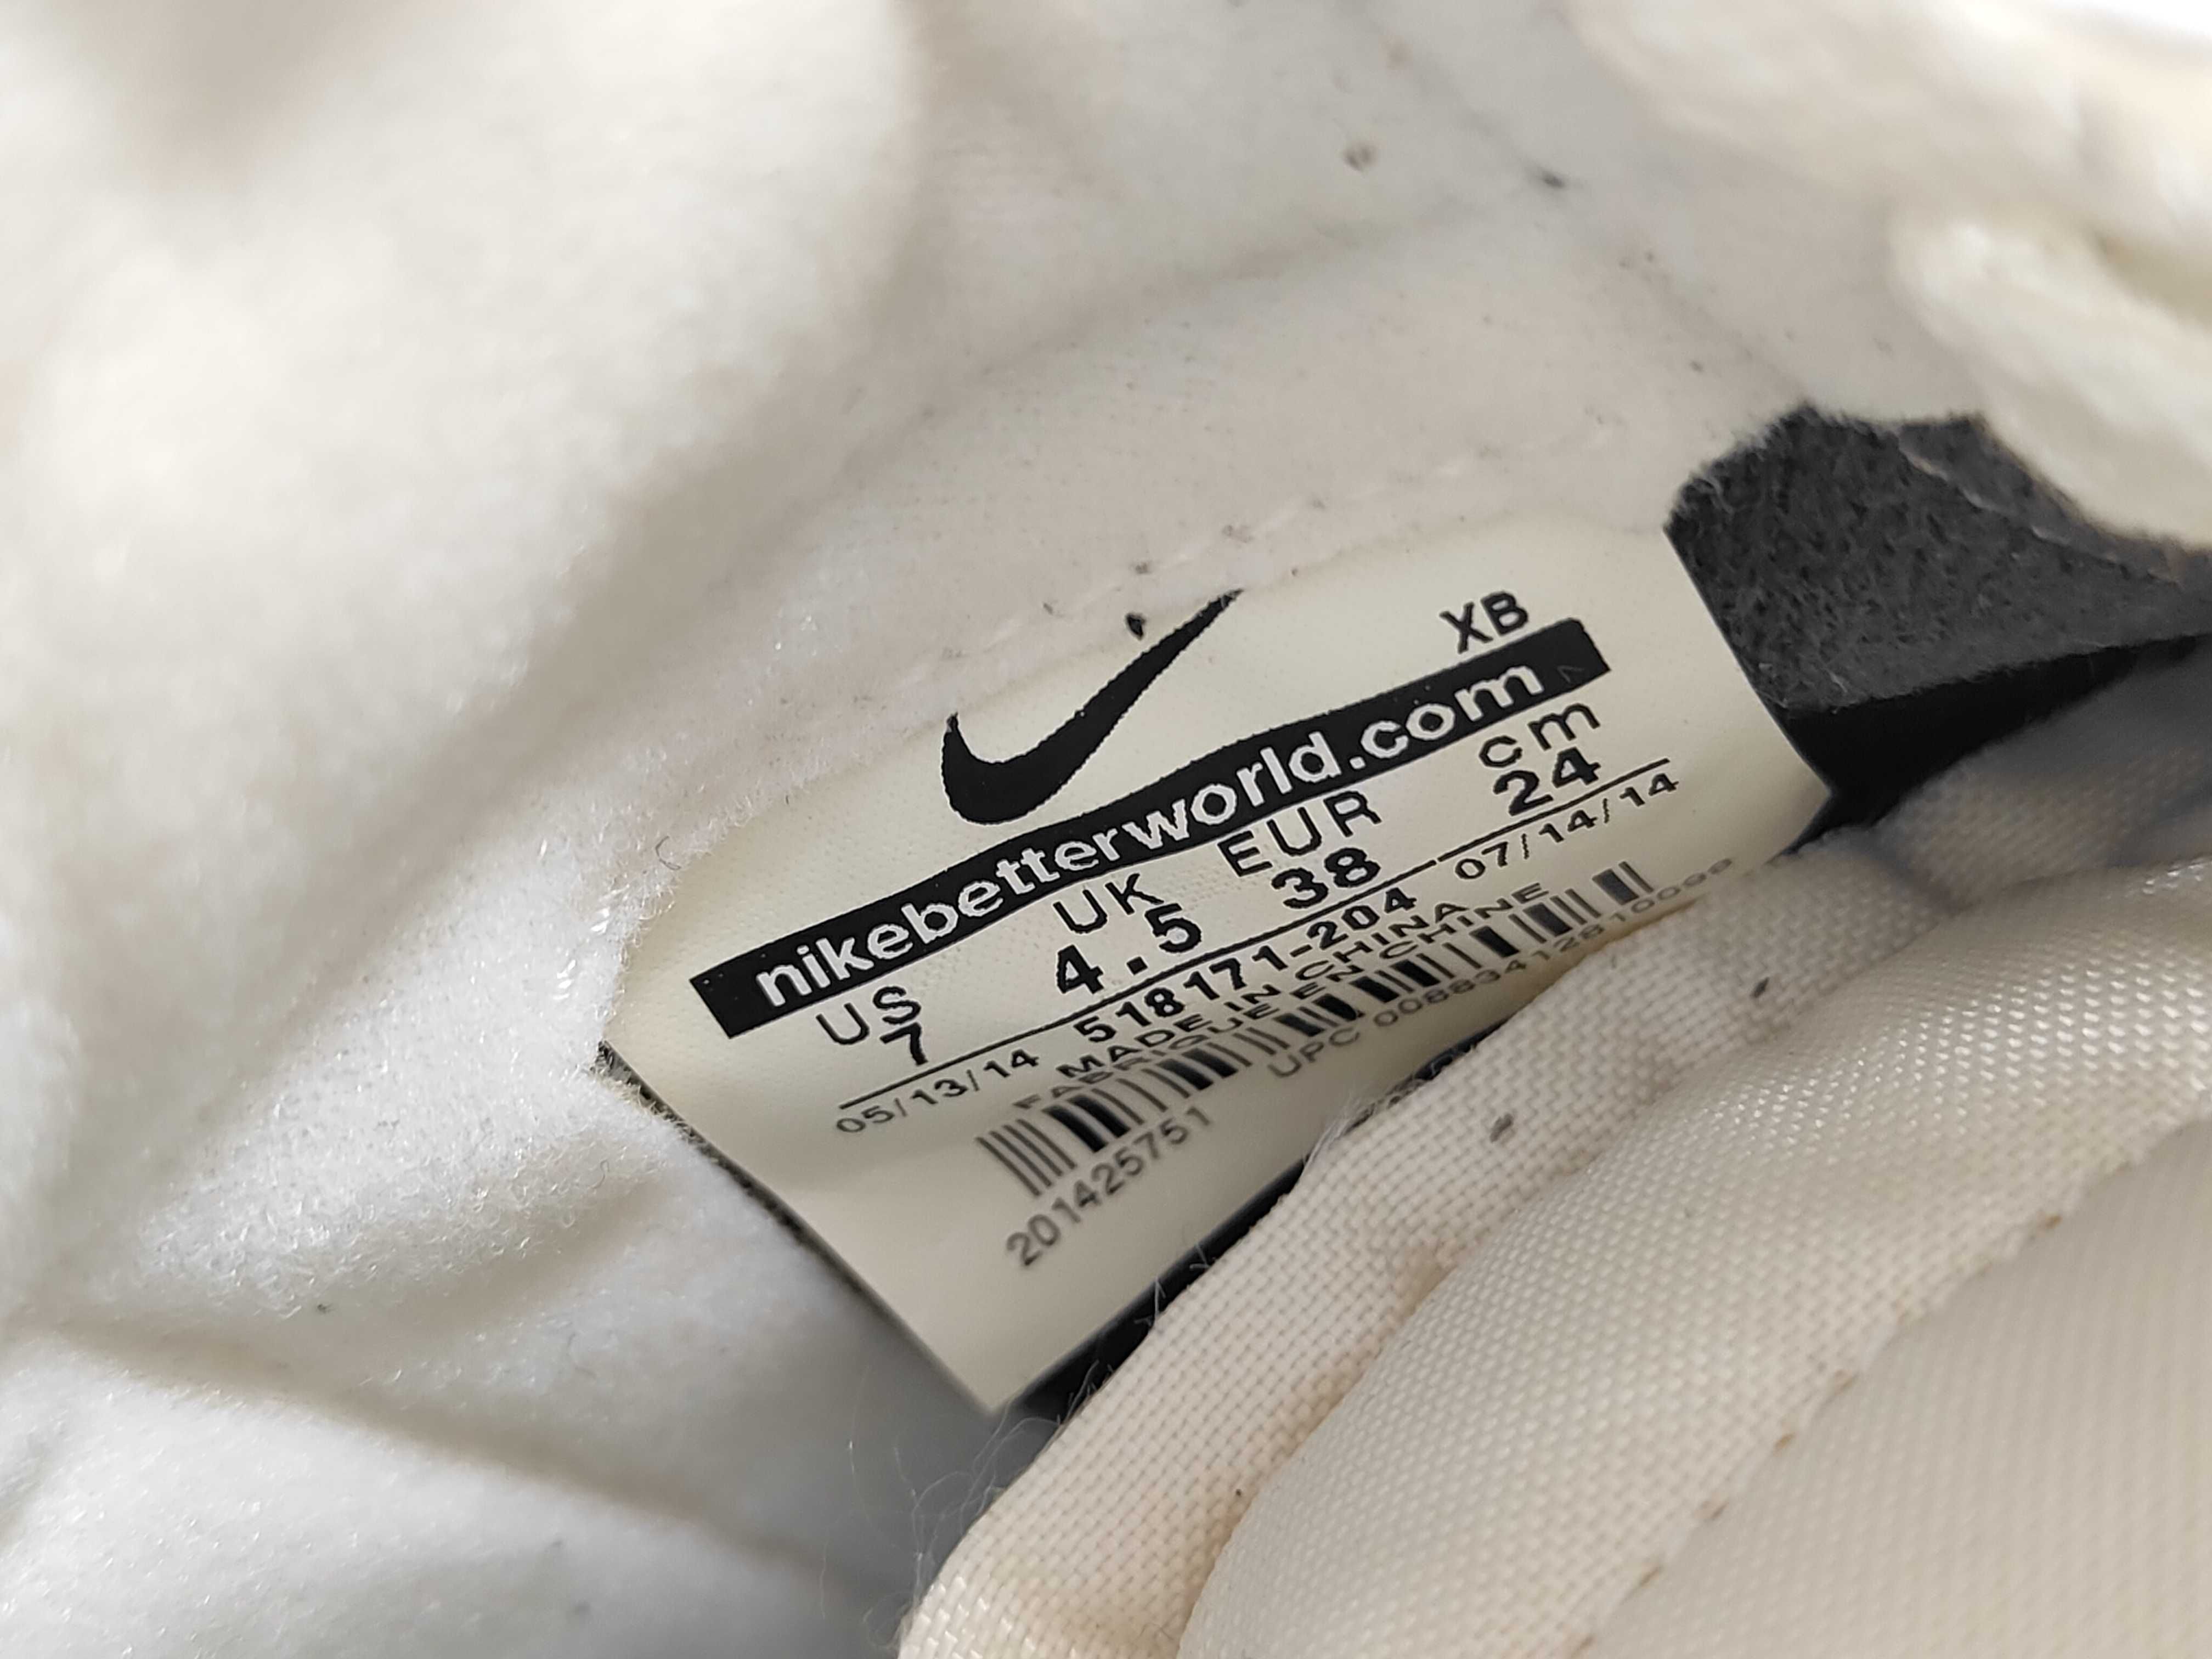 XB
nikebetterworld.com
US UK EUR cm
7 4.5 38 24
05/13/14 518171-204 07/14/14
MADE IN CHINA
FABRIQUE EN CHINE
UPC
201425751